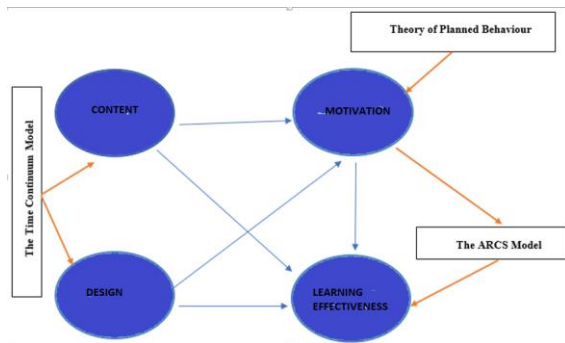 Theory of Planned Behaviour
CONTENT
MOTIVATION
The Time Continuum Model
The ARCS Model
DESIGN
LEARNING
EFFECTIVENESS